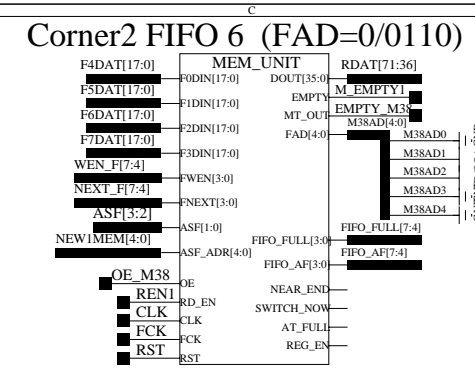 C
Corner2 FIFO 6 (FAD=0/0110)
MEM_UNIT
F4DAT[17:0] F0DIN[17:0] DOUT[35:0] RDAT[71:36]
F5DAT[17:0] F1DIN[17:0] EMPTY M_EMPTY1
F6DAT[17:0] F2DIN[17:0] MT_OUT EMPTY_M38
F7DAT[17:0] F3DIN[17:0] FAD[4:0] M38AD[4:0]
M38AD0
M38AD1
M38AD2
M38AD3
M38AD4
WEN_F[7:4] FWEN[3:0]
NEXT_F[7:4] FNEXT[3:0]
ASF[3:2] ASF[1:0] FIFO_FULL[3:0] FIFO_FULL[7:4]
NEW1MEM[4:0] ASF_ADR[4:0] FIFO_AF[3:0] FIFO_AF[7:4]
OE_M38 OE NEAR_END
REN1 RD_EN SWITCH_NOW
CLK CLK AT_FULL
FCK FCK REG_EN
RST RST